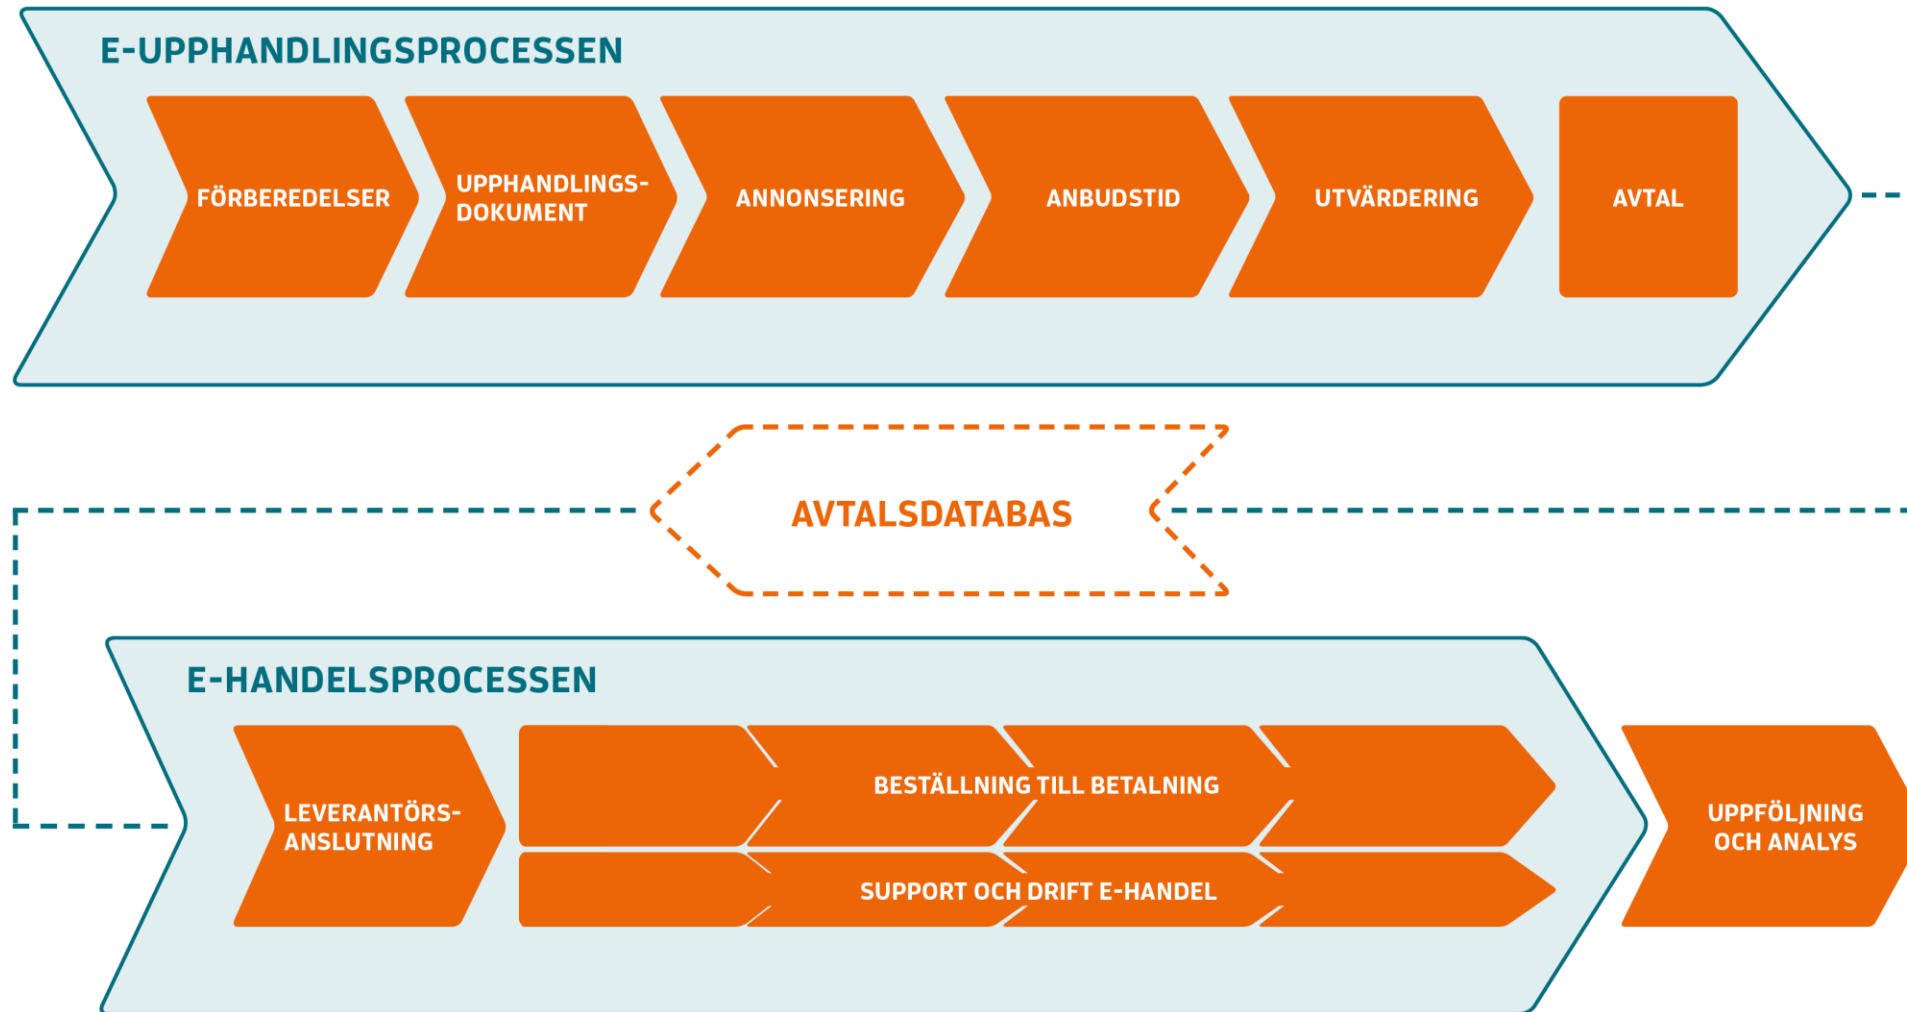 E-UPPHANDLINGSPROCESSEN
FÖRBEREDELSER
UPPHANDLINGS-
DOKUMENT
ANNONSERING
ANBUDSTID
UTVÄRDERING
AVTAL
AVTALSDATABAS
E-HANDELSPROCESSEN
LEVERANTÖRS-
ANSLUTNING
BESTÄLLNING TILL BETALNING
SUPPORT OCH DRIFT E-HANDEL
UPPFÖLJNING
OCH ANALYS